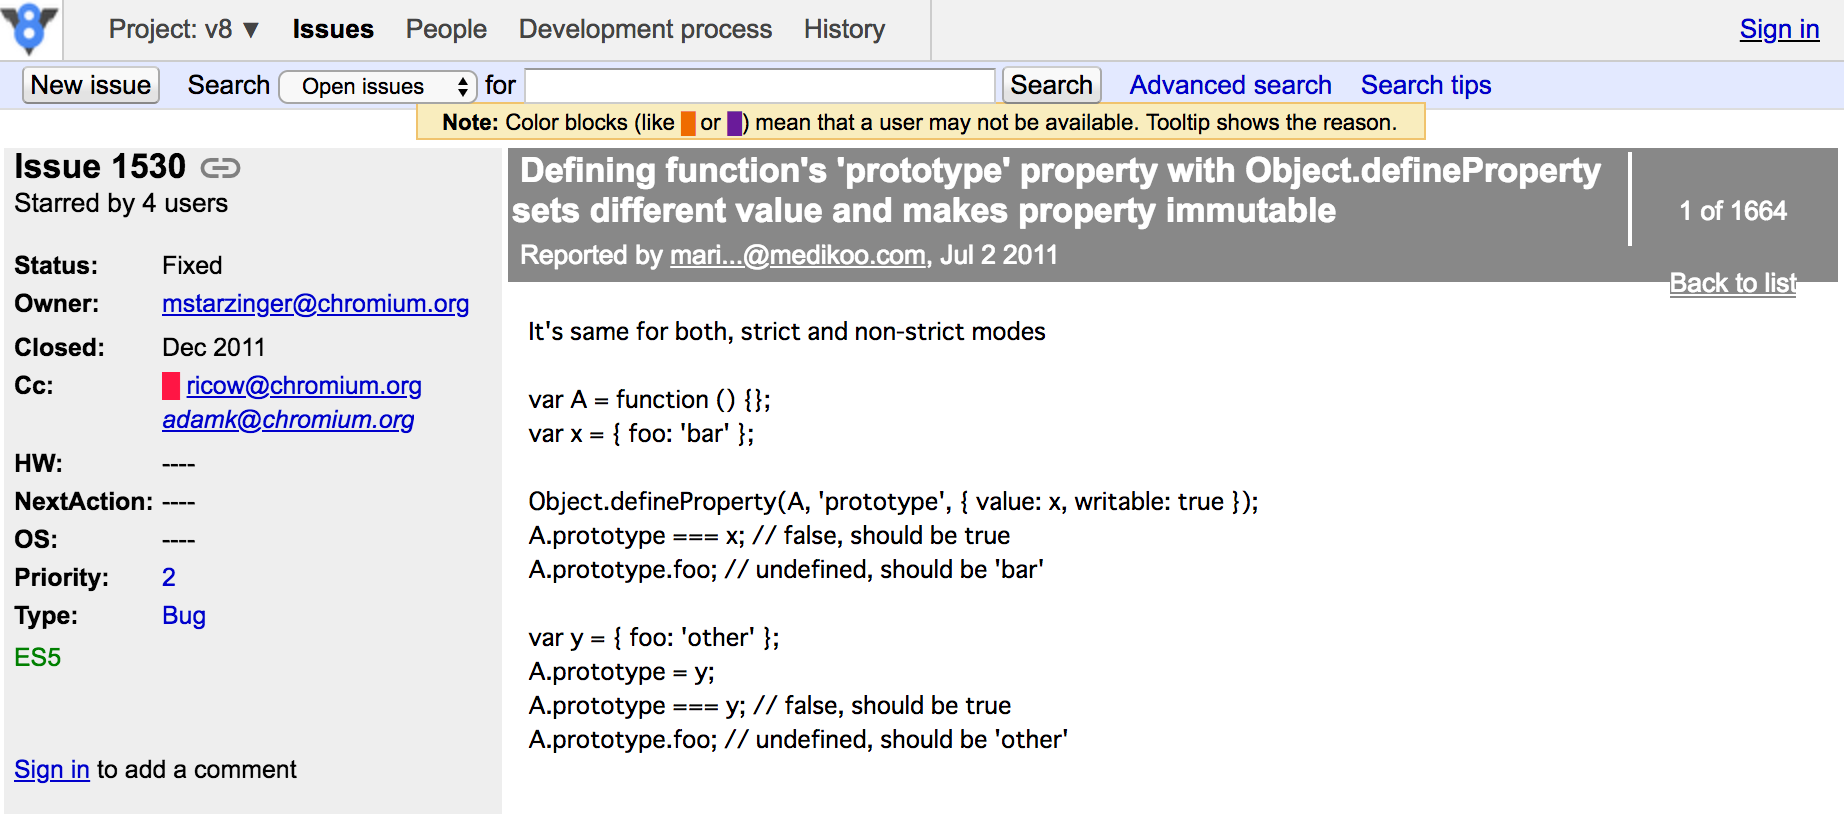 8
Project: v8 ▼ Issues People Development process History Sign in
New issue Search Open issues for Search Advanced search Search tips
Note: Color blocks (like or ) mean that a user may not be available. Tooltip shows the reason.
Issue 1530
Starred by 4 users
Status: Fixed
Owner: mstarzinger@chromium.org
Closed: Dec 2011
Cc: ricow@chromium.org
adamk@chromium.org
HW: ----
NextAction: ----
OS: ----
Priority: 2
Type: Bug
ES5
Sign in to add a comment
Defining function's 'prototype' property with Object.defineProperty
sets different value and makes property immutable
Reported by mari...@medikoo.com, Jul 2 2011
1 of 1664
Back to list
It's same for both, strict and non-strict modes
var A = function () {};
var x = { foo: 'bar' };
Object.defineProperty(A, 'prototype', { value: x, writable: true });
A.prototype === x; // false, should be true
A.prototype.foo; // undefined, should be 'bar'
var y = { foo: 'other' };
A.prototype = y;
A.prototype === y; // false, should be true
A.prototype.foo; // undefined, should be 'other'